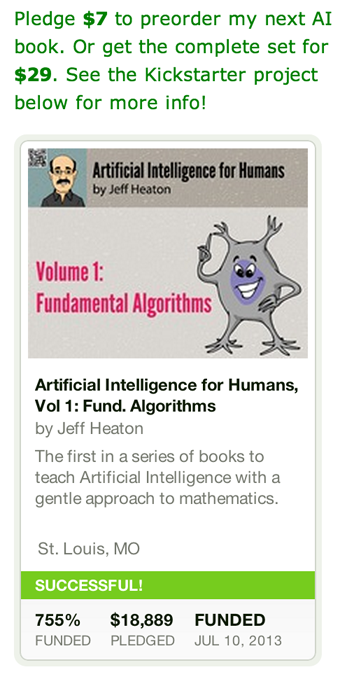 Pledge $7 to preorder my next AI
book. Or get the complete set for
$29. See the Kickstarter project
below for more info!
Artificial Intelligence for Humans
by Jeff Heaton
Volume 1:
Fundamental Algorithms
Artificial Intelligence for Humans,
Vol 1: Fund. Algorithms
by Jeff Heaton
The first in a series of books to
teach Artificial Intelligence with a
gentle approach to mathematics.
St. Louis, MO
SUCCESSFUL!
755% $18,889 FUNDED
FUNDED PLEDGED JUL 10, 2013